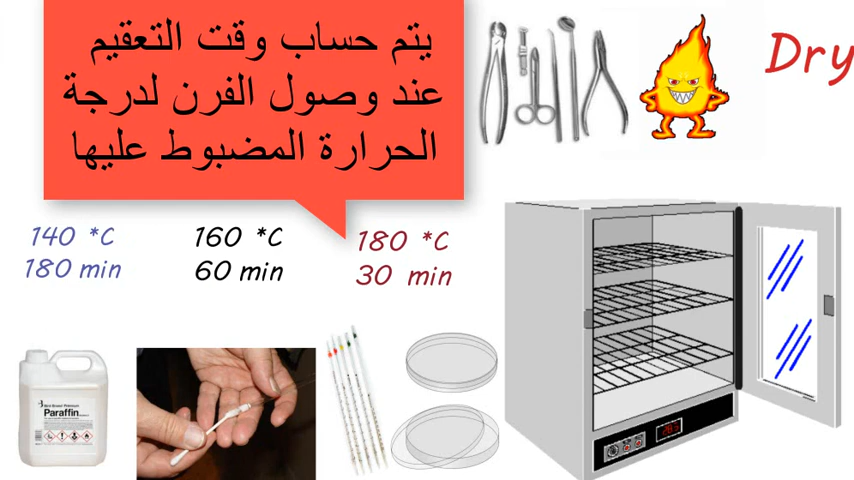 يتم حساب وقت التعقيم
عند وصول الفرن لدرجة
الحرارة المضبوط عليها
Dry
140 *C
180 min
160 *C
60 min
180 *C
30 min
Paraffin